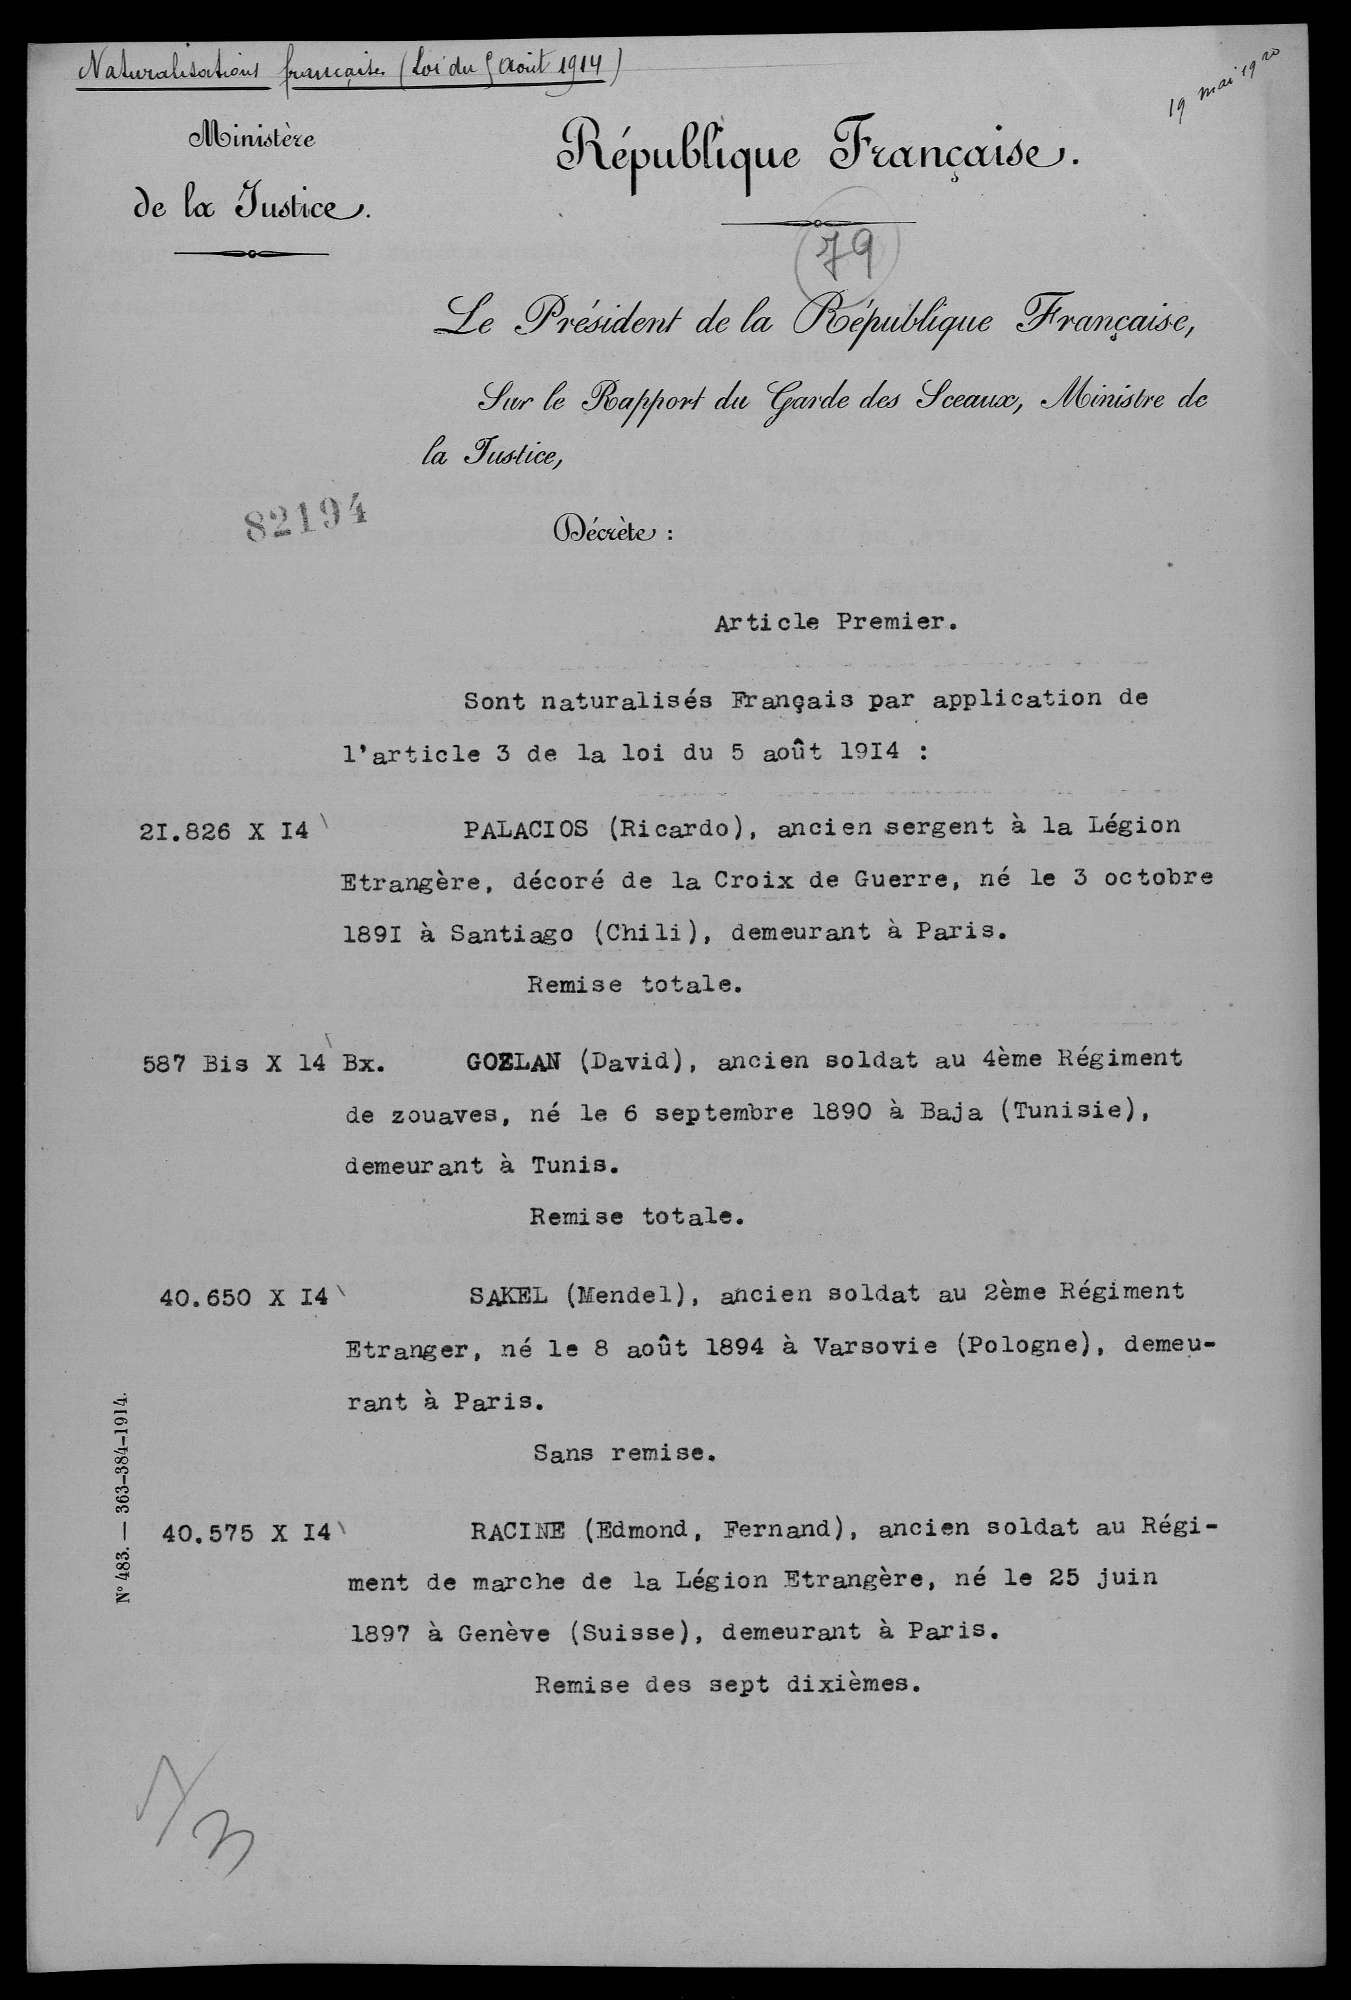 Naturalisations françaises (Loi du 5 Août 1914)
19 mai 1920
Ministère
de la Justice.
République Française.
79
Le Président de la République Française,
Sur le Rapport du Garde des Sceaux, Ministre de
la Justice,
82194
Décrète :
Article Premier.
Sont naturalisés Français par application de
l'article 3 de la loi du 5 août 19I4 :
2I.826 X I4 PALACIOS (Ricardo), ancien sergent à la Légion
Etrangère, décoré de la Croix de Guerre, né le 3 octobre
189I à Santiago (Chili), demeurant à Paris.
Remise totale.
587 Bis X 14 Bx. GOZLAN (David), ancien soldat au 4ème Régiment
de zouaves, né le 6 septembre 1890 à Baja (Tunisie),
demeurant à Tunis.
Remise totale.
40.650 X I4 SAKEL (Mendel), ancien soldat au 2ème Régiment
Etranger, né le 8 août 1894 à Varsovie (Pologne), demeu-
rant à Paris.
Sans remise.
40.575 X I4 RACINE (Edmond, Fernand), ancien soldat au Régi-
ment de marche de la Légion Etrangère, né le 25 juin
1897 à Genève (Suisse), demeurant à Paris.
Remise des sept dixièmes.
N° 483. — 363-384-1914.